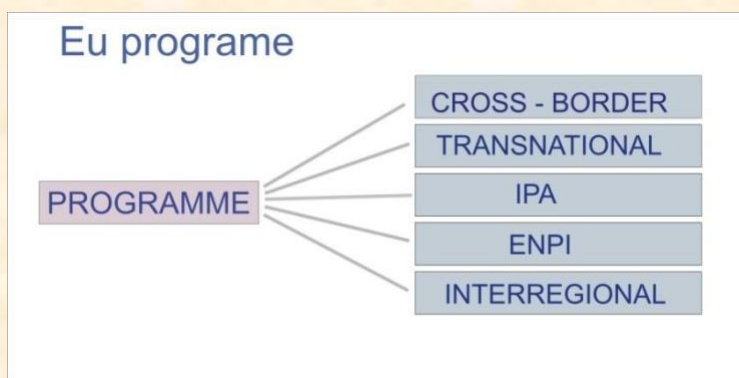 Eu programe
CROSS - BORDER
TRANSNATIONAL
PROGRAMME
IPA
ENPI
INTERREGIONAL